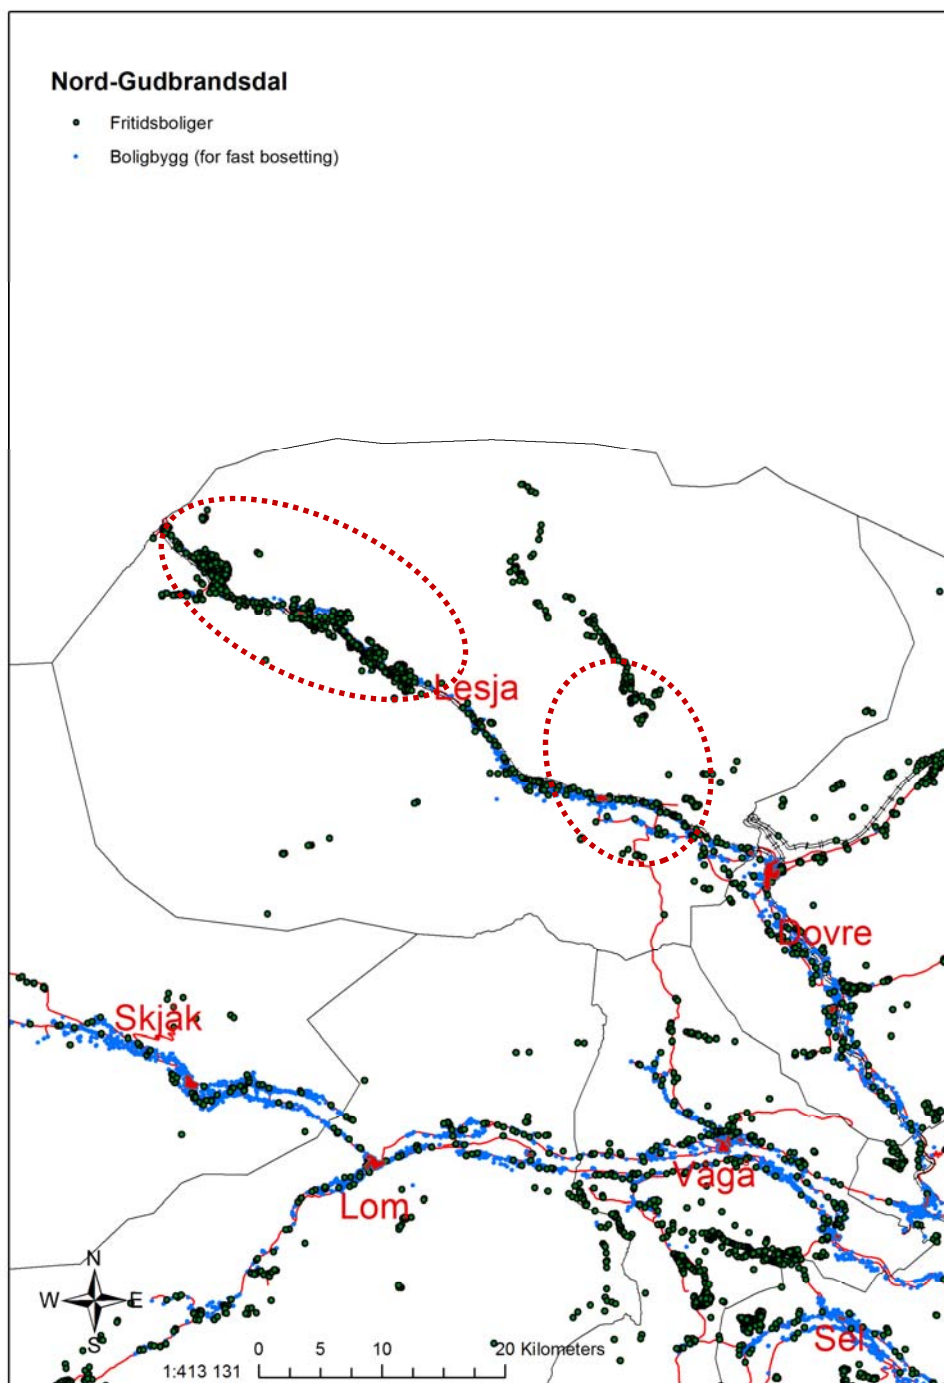 Nord-Gudbrandsdal
Fritidsboliger
Boligbygg (for fast bosetting)
Lesja
Dovre
Skjåk
Vågå
Lom
Sel
N
W E
S
1:413 131
0 5 10 20 Kilometers